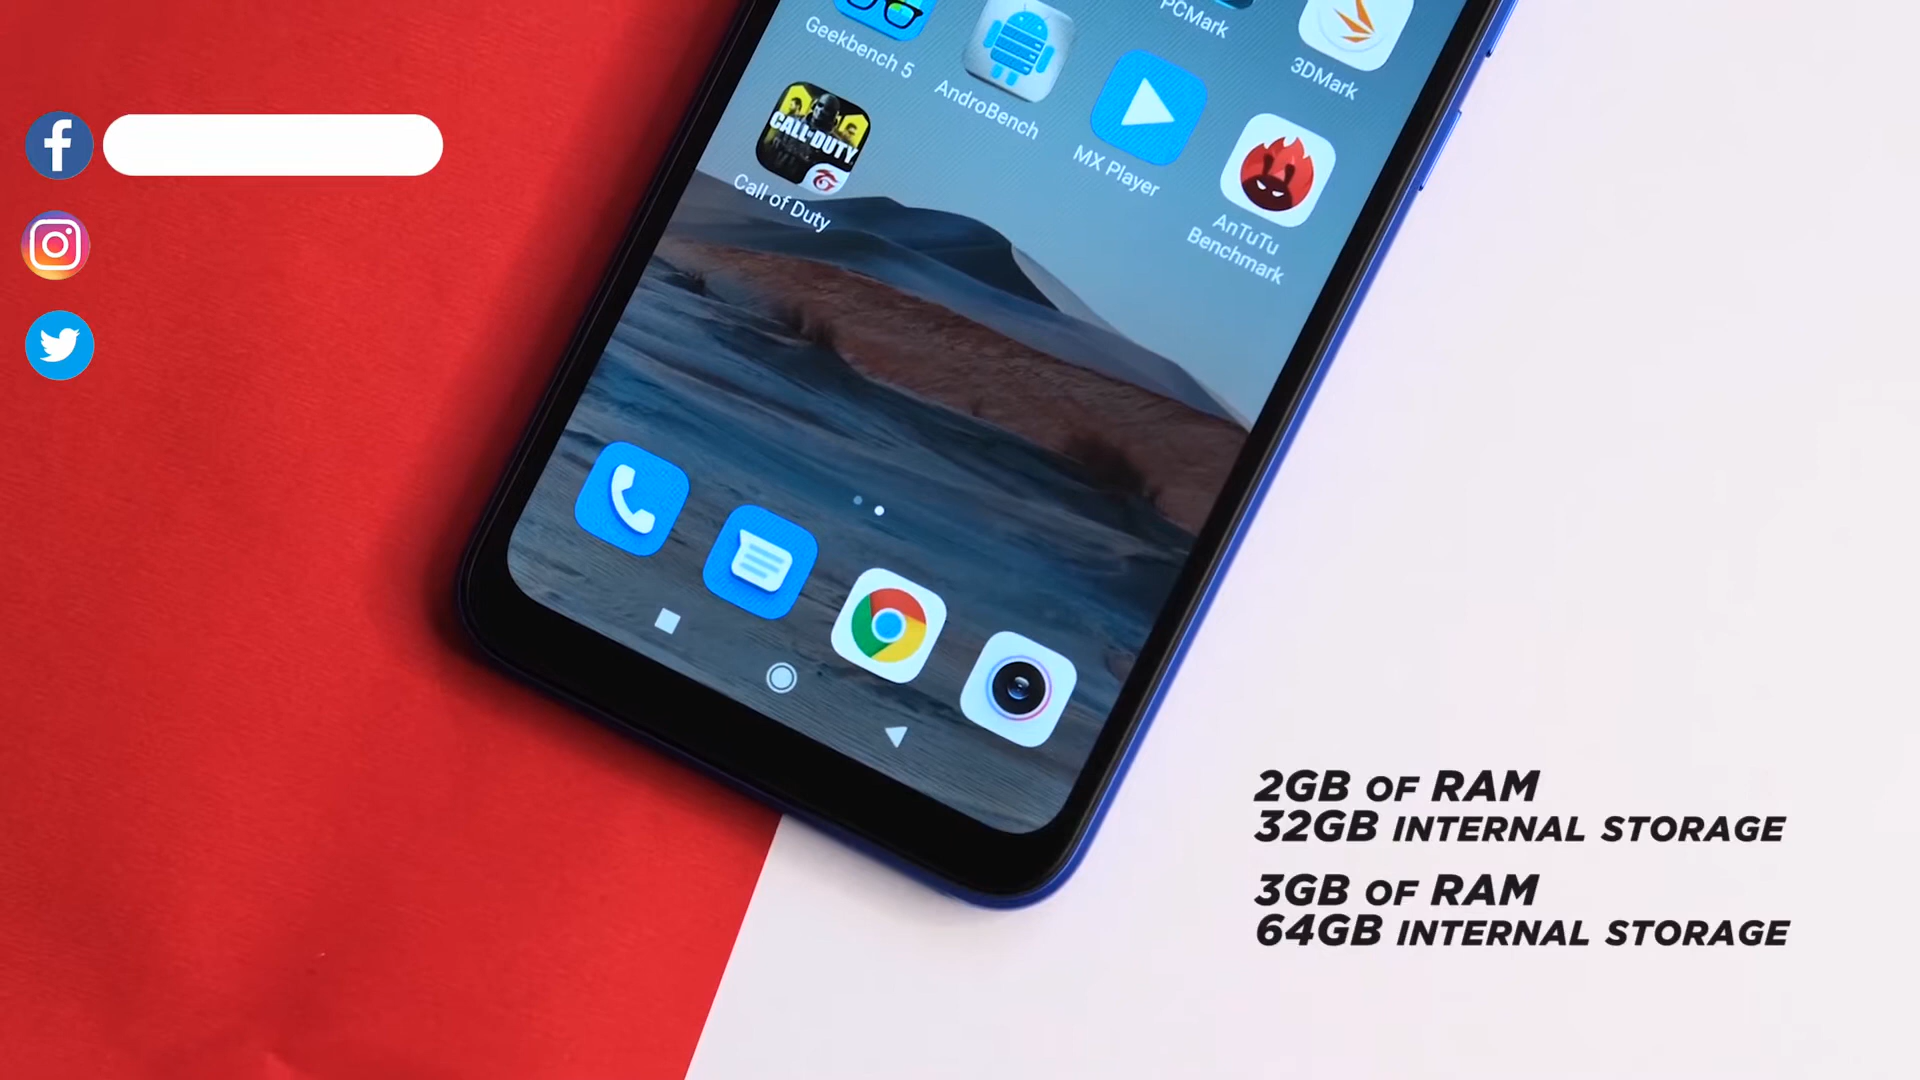 PCMark
Geekbench 5
3DMark
AndroBench
CALL OF DUTY
MX Player
Call of Duty
AnTuTu
Benchmark
2GB OF RAM
32GB INTERNAL STORAGE
3GB OF RAM
64GB INTERNAL STORAGE